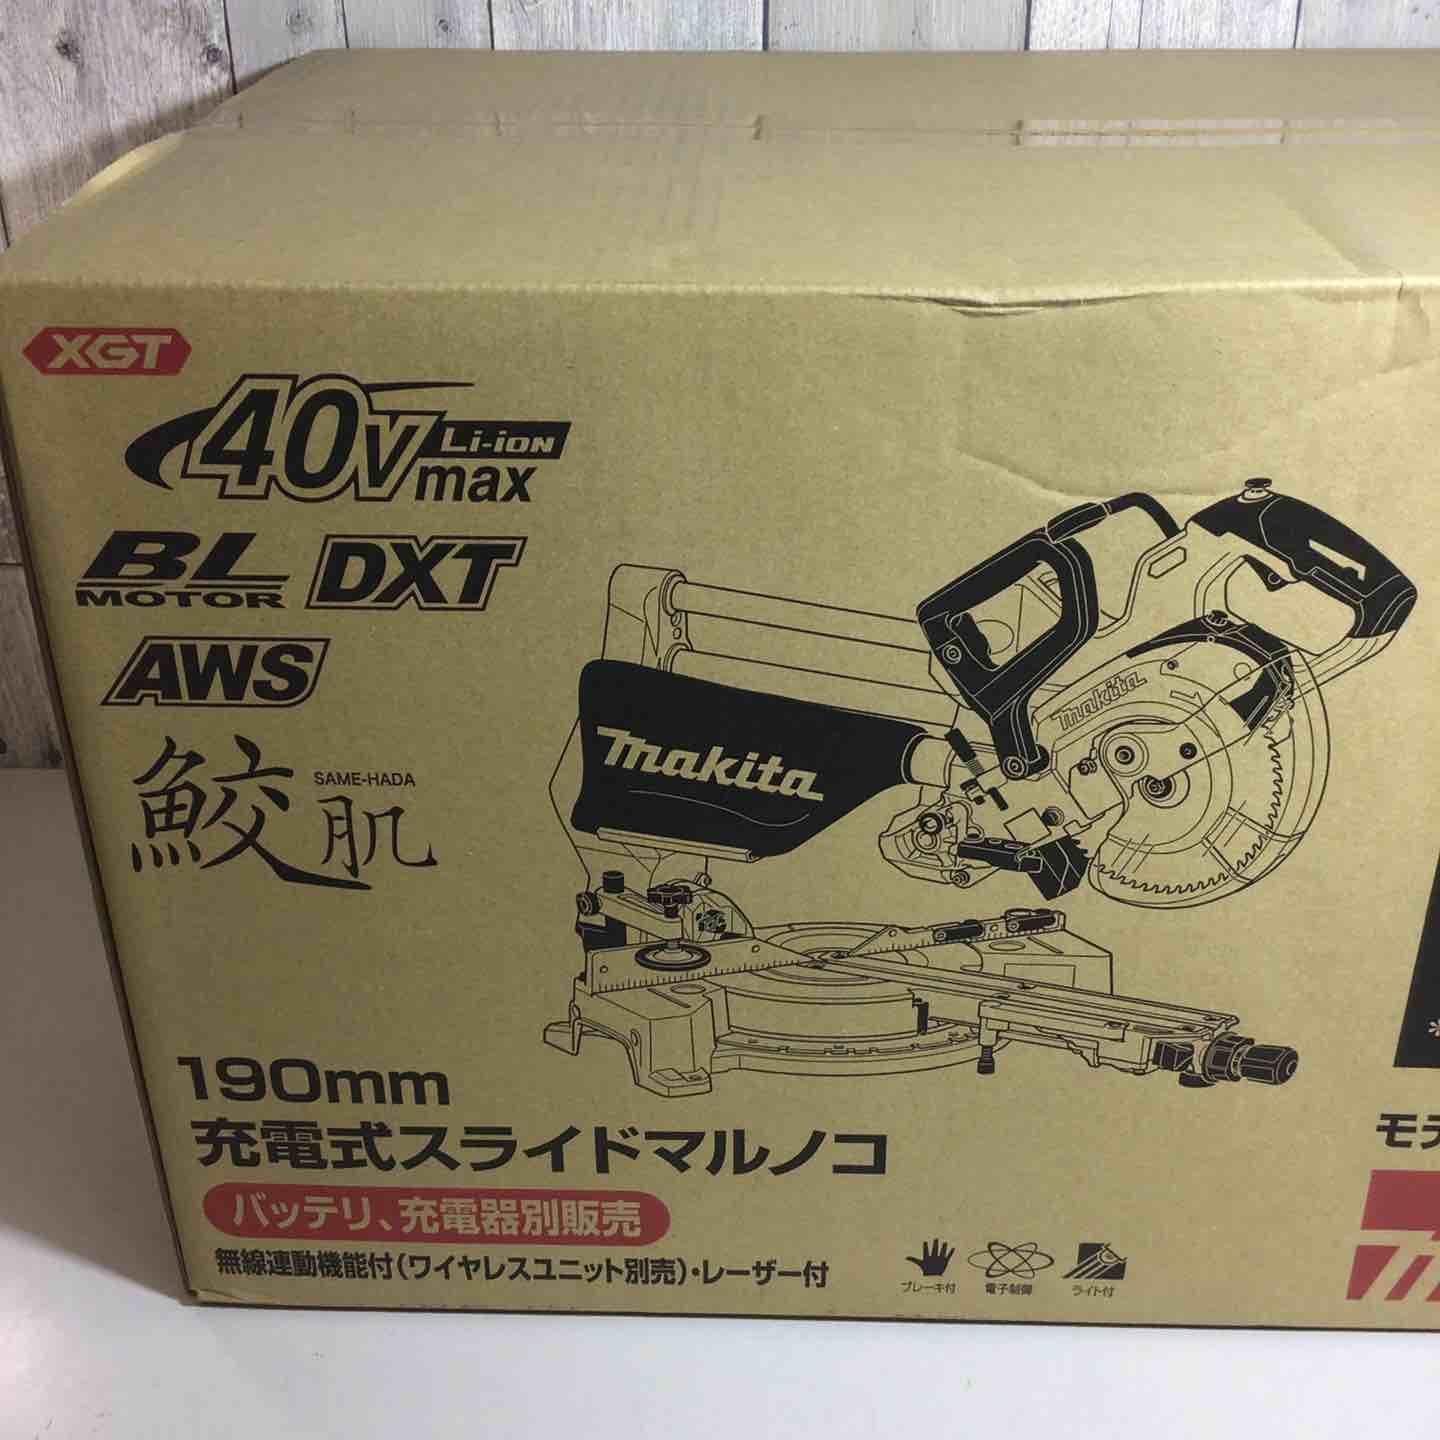 XGT
40Vmax Li-ion
BL MOTOR DXT
AWS
鮫肌 SAME-HADA
makita
makita
190mm
充電式スライドマルノコ
バッテリ、充電器別販売
無線連動機能付(ワイヤレスユニット別売)・レーザー付
ブレーキ付 電子制御 ライト付
モデ